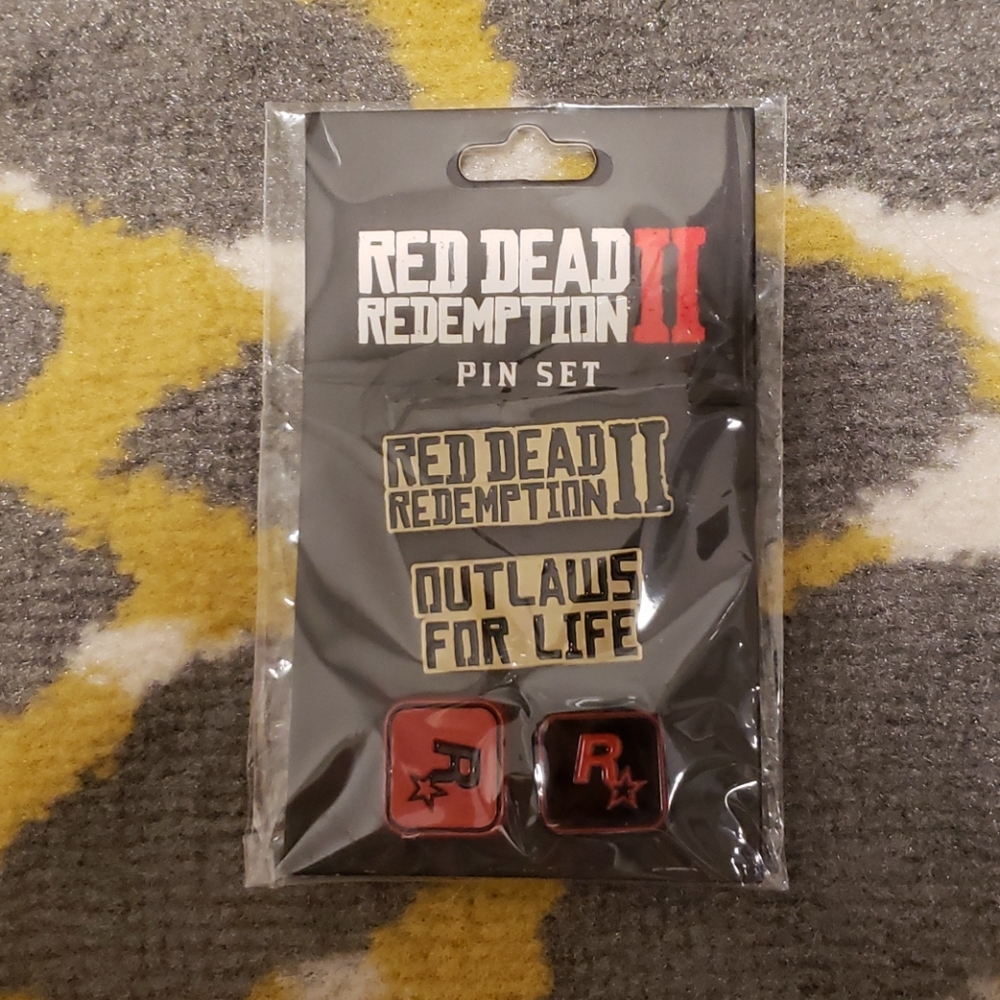 RED DEAD II
REDEMPTION
PIN SET
RED DEAD II
REDEMPTION
OUTLAWS
FOR LIFE
R
R